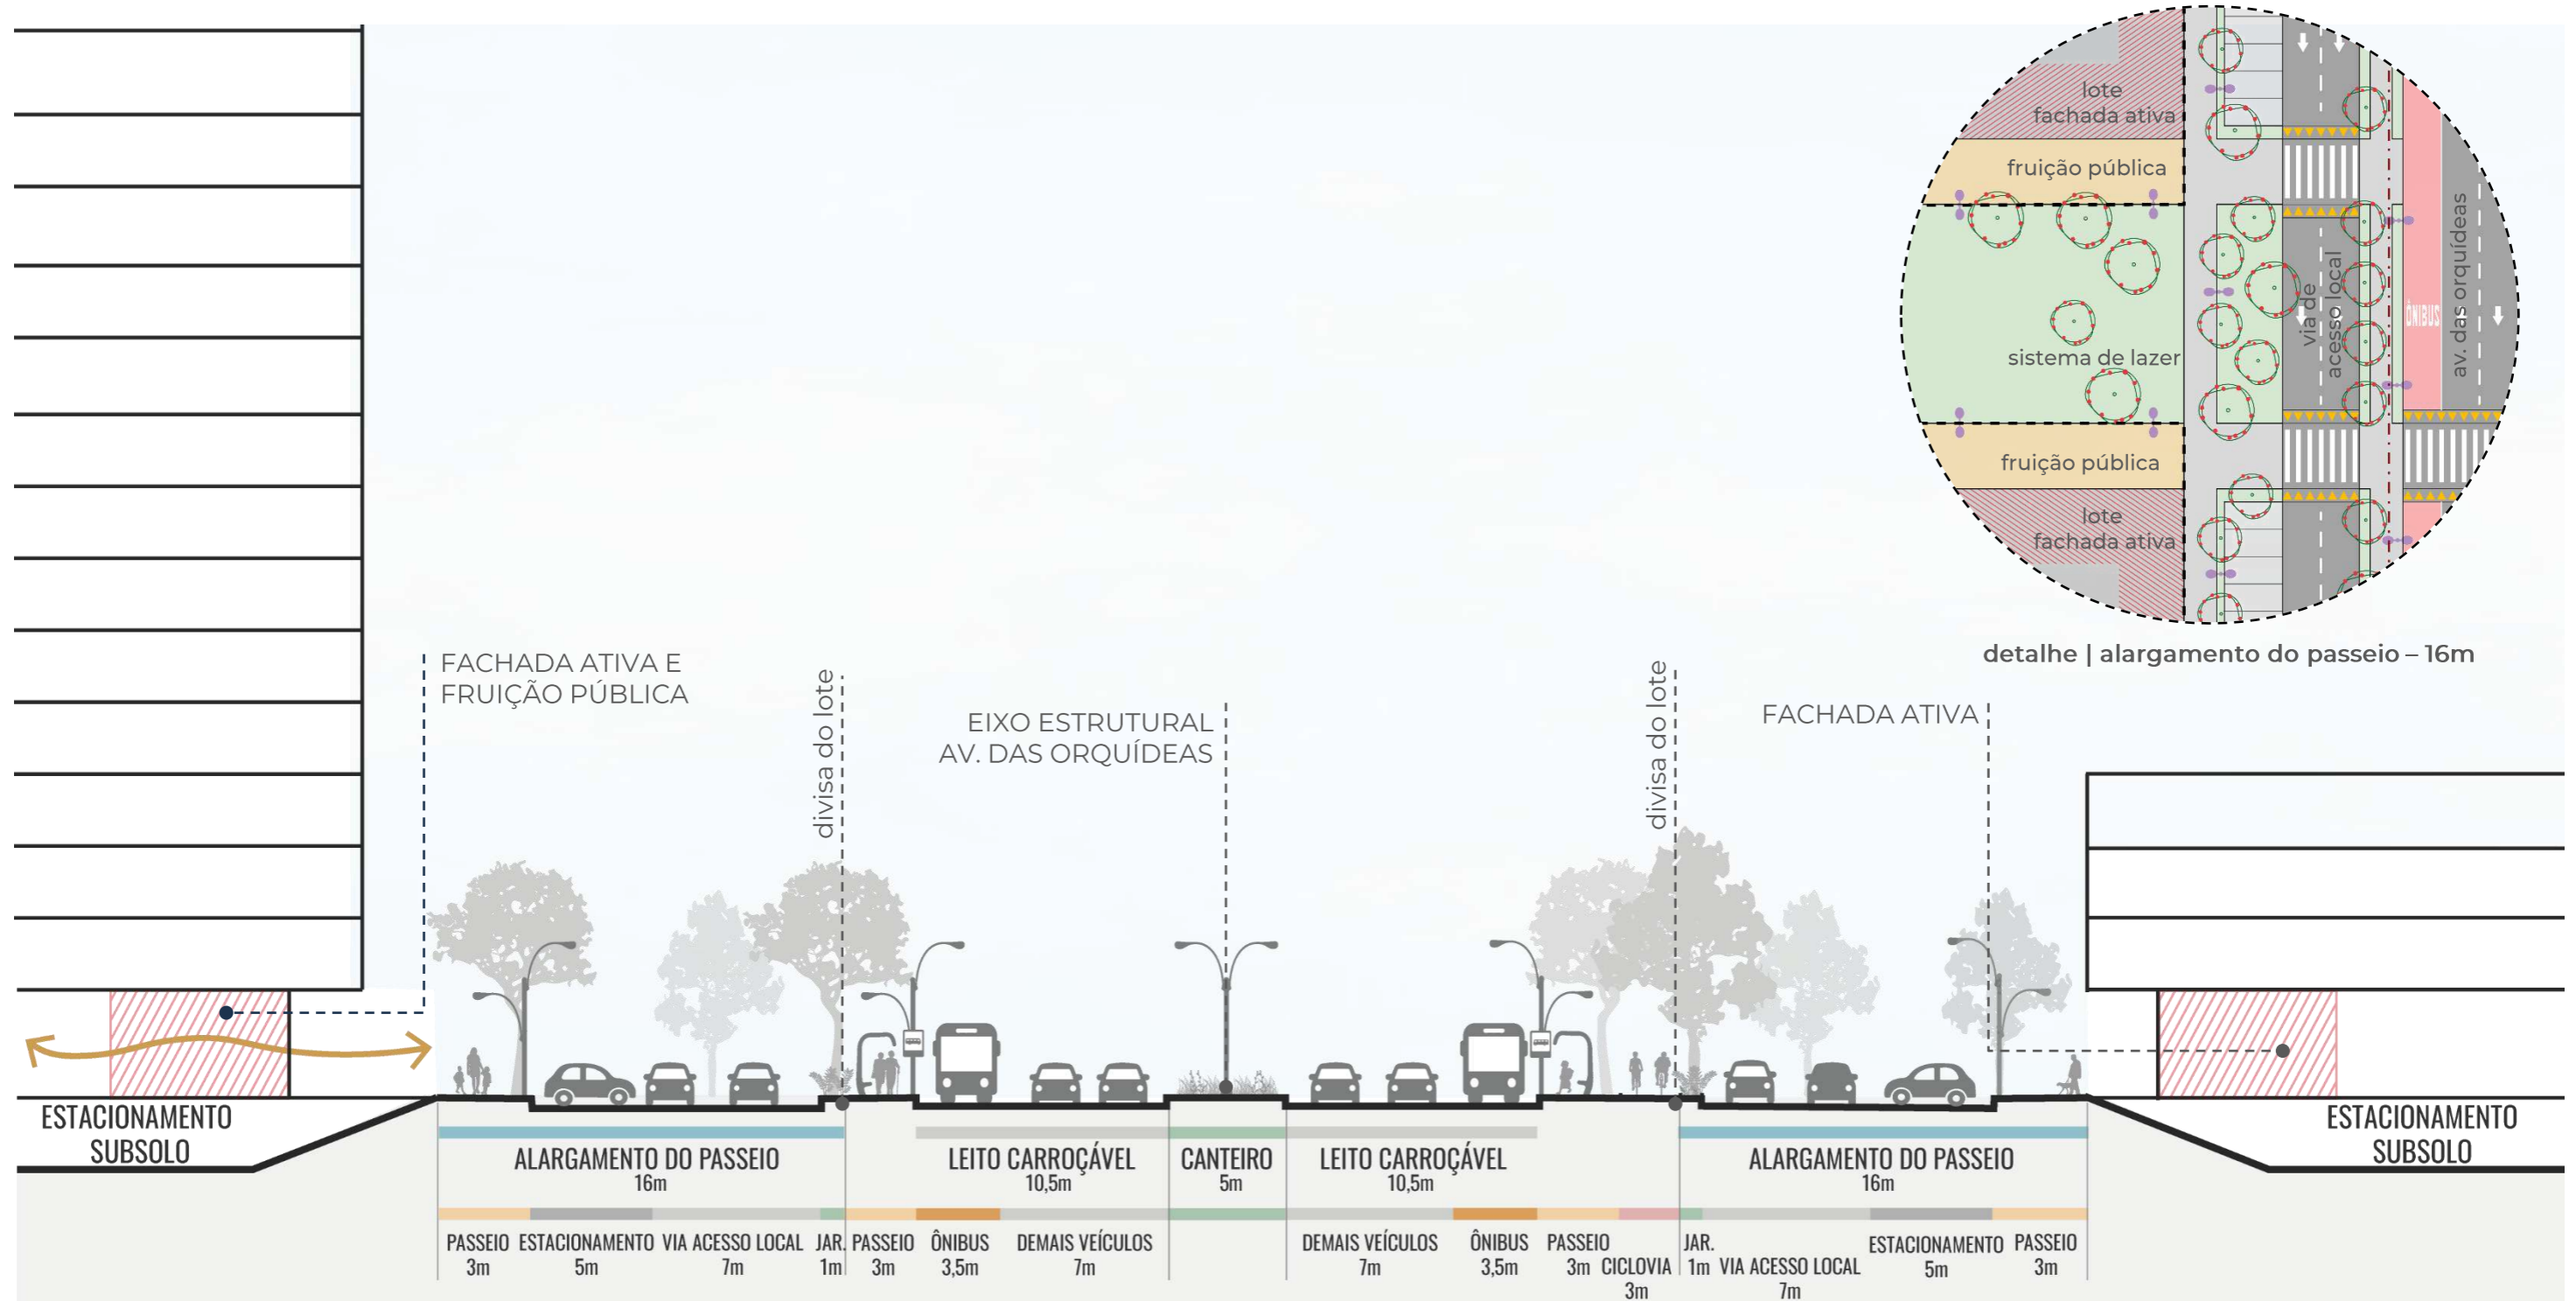 lote
fachada ativa
fruição pública
sistema de lazer
fruição pública
lote
fachada ativa
via de
acesso local
ÔNIBUS
av. das orquídeas
detalhe | alargamento do passeio – 16m
FACHADA ATIVA E
FRUIÇÃO PÚBLICA
divisa do lote
EIXO ESTRUTURAL
AV. DAS ORQUÍDEAS
divisa do lote
FACHADA ATIVA
ESTACIONAMENTO
SUBSOLO
ESTACIONAMENTO
SUBSOLO
ALARGAMENTO DO PASSEIO
16m
LEITO CARROÇÁVEL
10,5m
CANTEIRO
5m
LEITO CARROÇÁVEL
10,5m
ALARGAMENTO DO PASSEIO
16m
PASSEIO
3m
ESTACIONAMENTO
5m
VIA ACESSO LOCAL
7m
JAR.
1m
PASSEIO
3m
ÔNIBUS
3,5m
DEMAIS VEÍCULOS
7m
DEMAIS VEÍCULOS
7m
ÔNIBUS
3,5m
PASSEIO
3m
CICLOVIA
3m
JAR.
1m
VIA ACESSO LOCAL
7m
ESTACIONAMENTO
5m
PASSEIO
3m